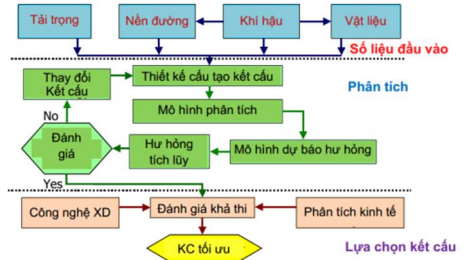 Tải trọng
Nền đường
Khí hậu
Vật liệu
Số liệu đầu vào
Thay đổi
Kết cấu
Thiết kế cấu tạo kết cấu
Phân tích
No
Mô hình phân tích
Đánh
giá
Hư hỏng
tích lũy
Mô hình dự báo hư hỏng
Yes
Công nghệ XD
Đánh giá khả thi
Phân tích kinh tế
KC tối ưu
Lựa chọn kết cấu